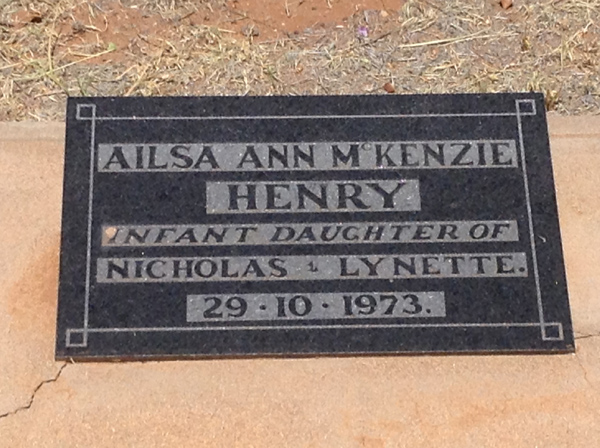 AILSA ANN McKENZIE
HENRY
INFANT DAUGHTER OF
NICHOLAS & LYNETTE.
29·10·1973.